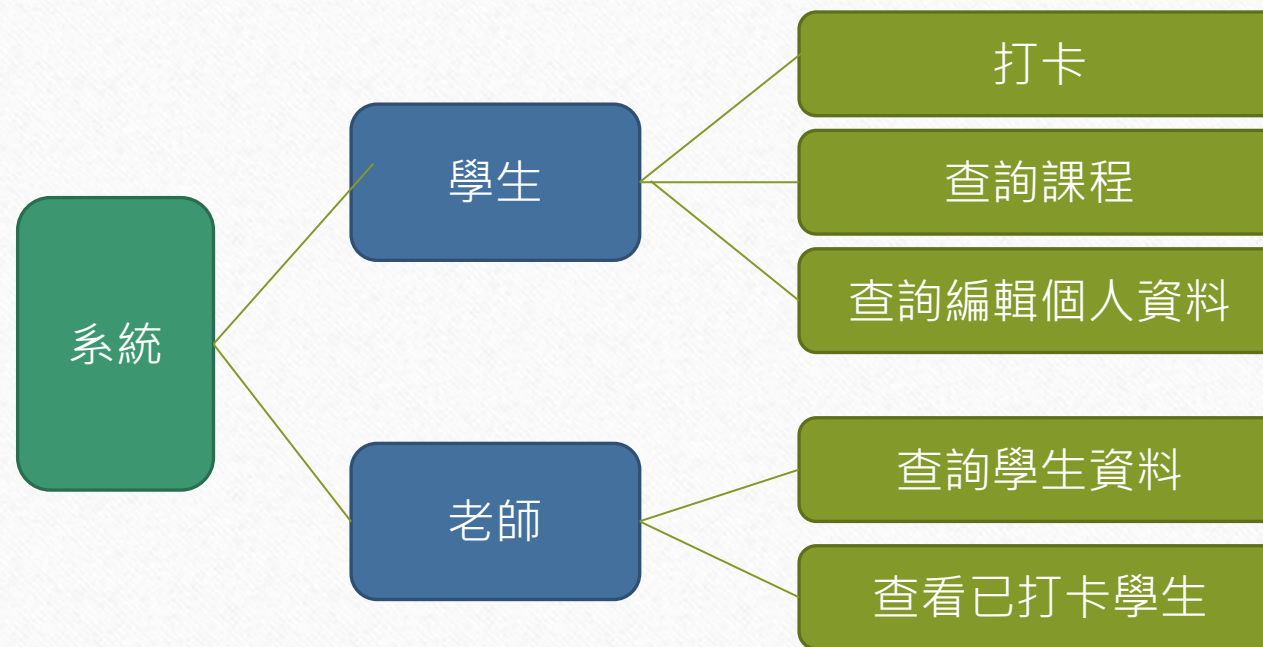 系統
學生
打卡
查詢課程
查詢編輯個人資料
老師
查詢學生資料
查看已打卡學生